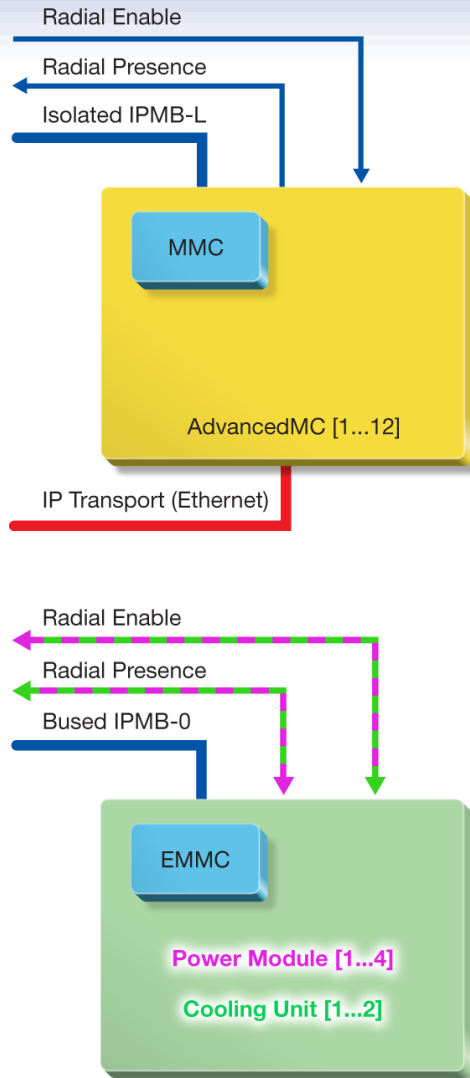 Radial Enable
Radial Presence
Isolated IPMB-L
MMC
AdvancedMC [1...12]
IP Transport (Ethernet)
Radial Enable
Radial Presence
Bused IPMB-0
EMMC
Power Module [1...4]
Cooling Unit [1...2]